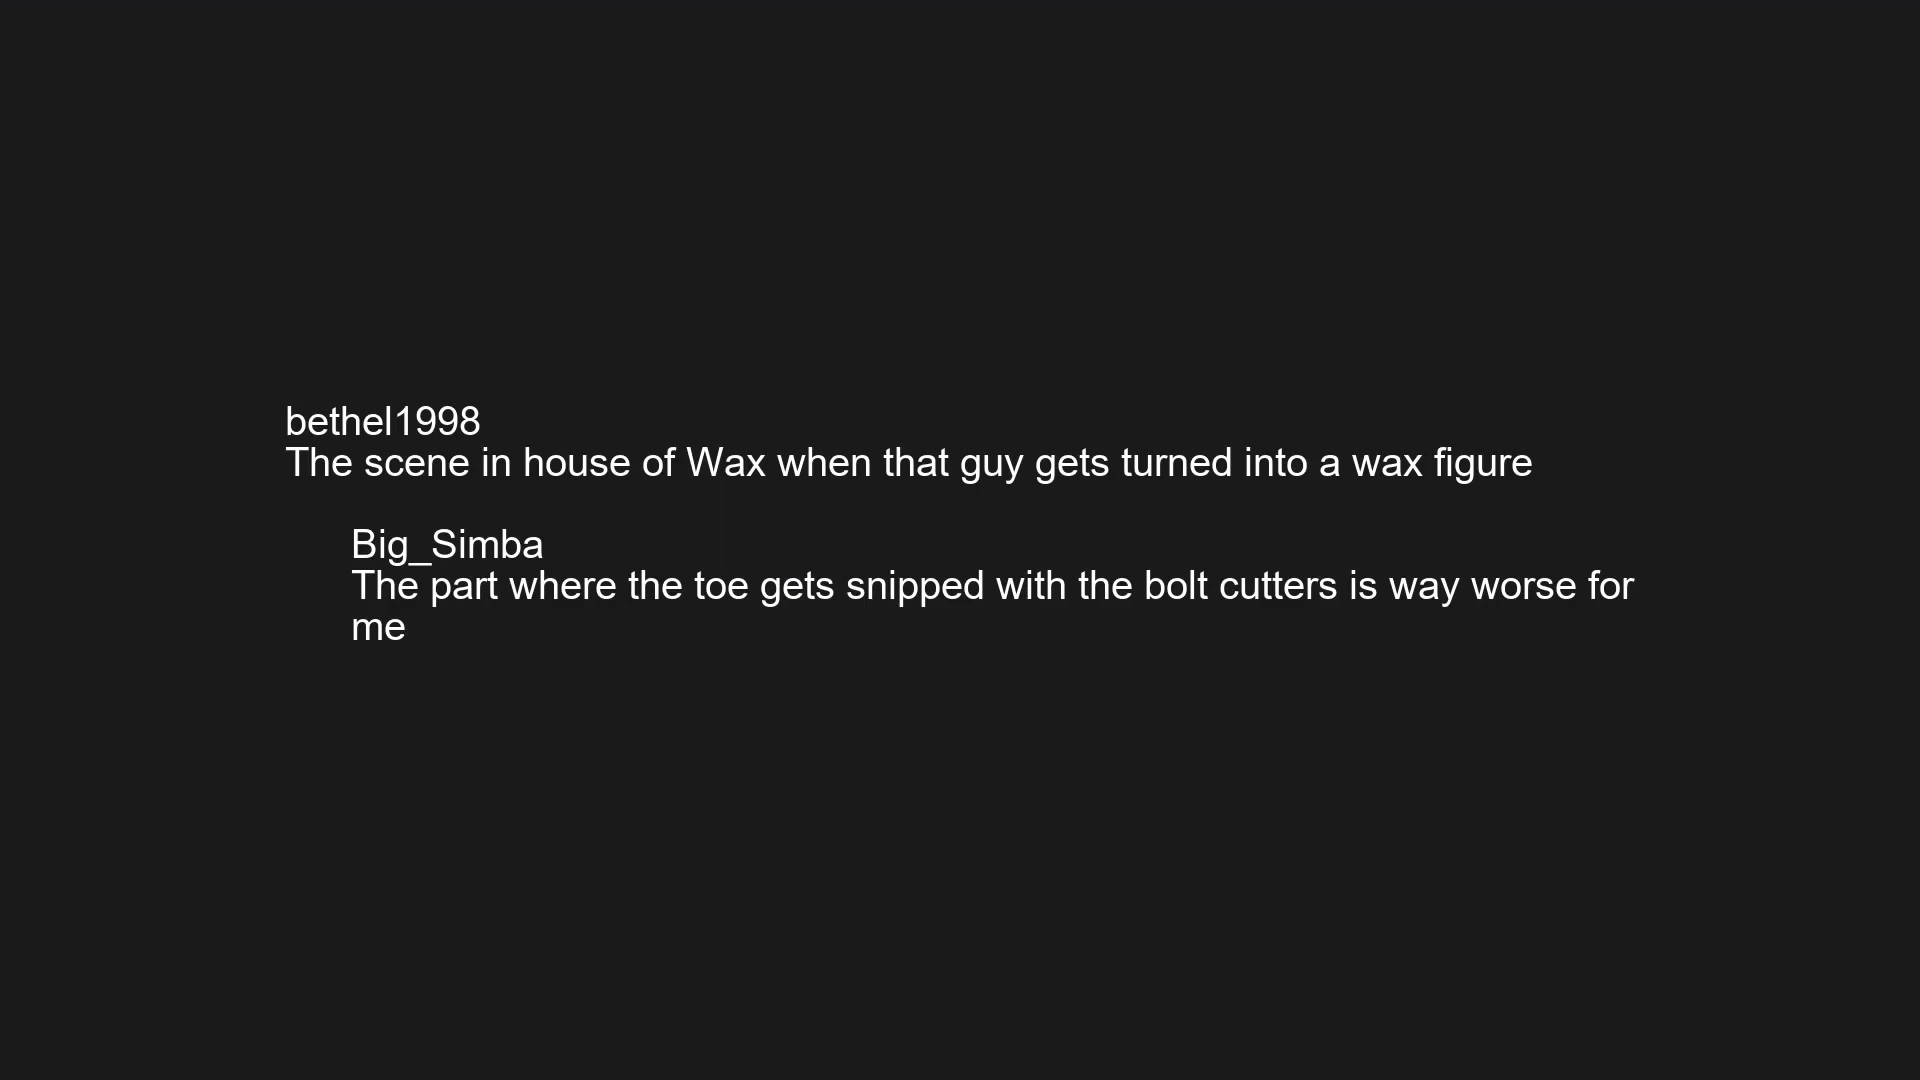 bethel1998
The scene in house of Wax when that guy gets turned into a wax figure
Big_Simba
The part where the toe gets snipped with the bolt cutters is way worse for
me